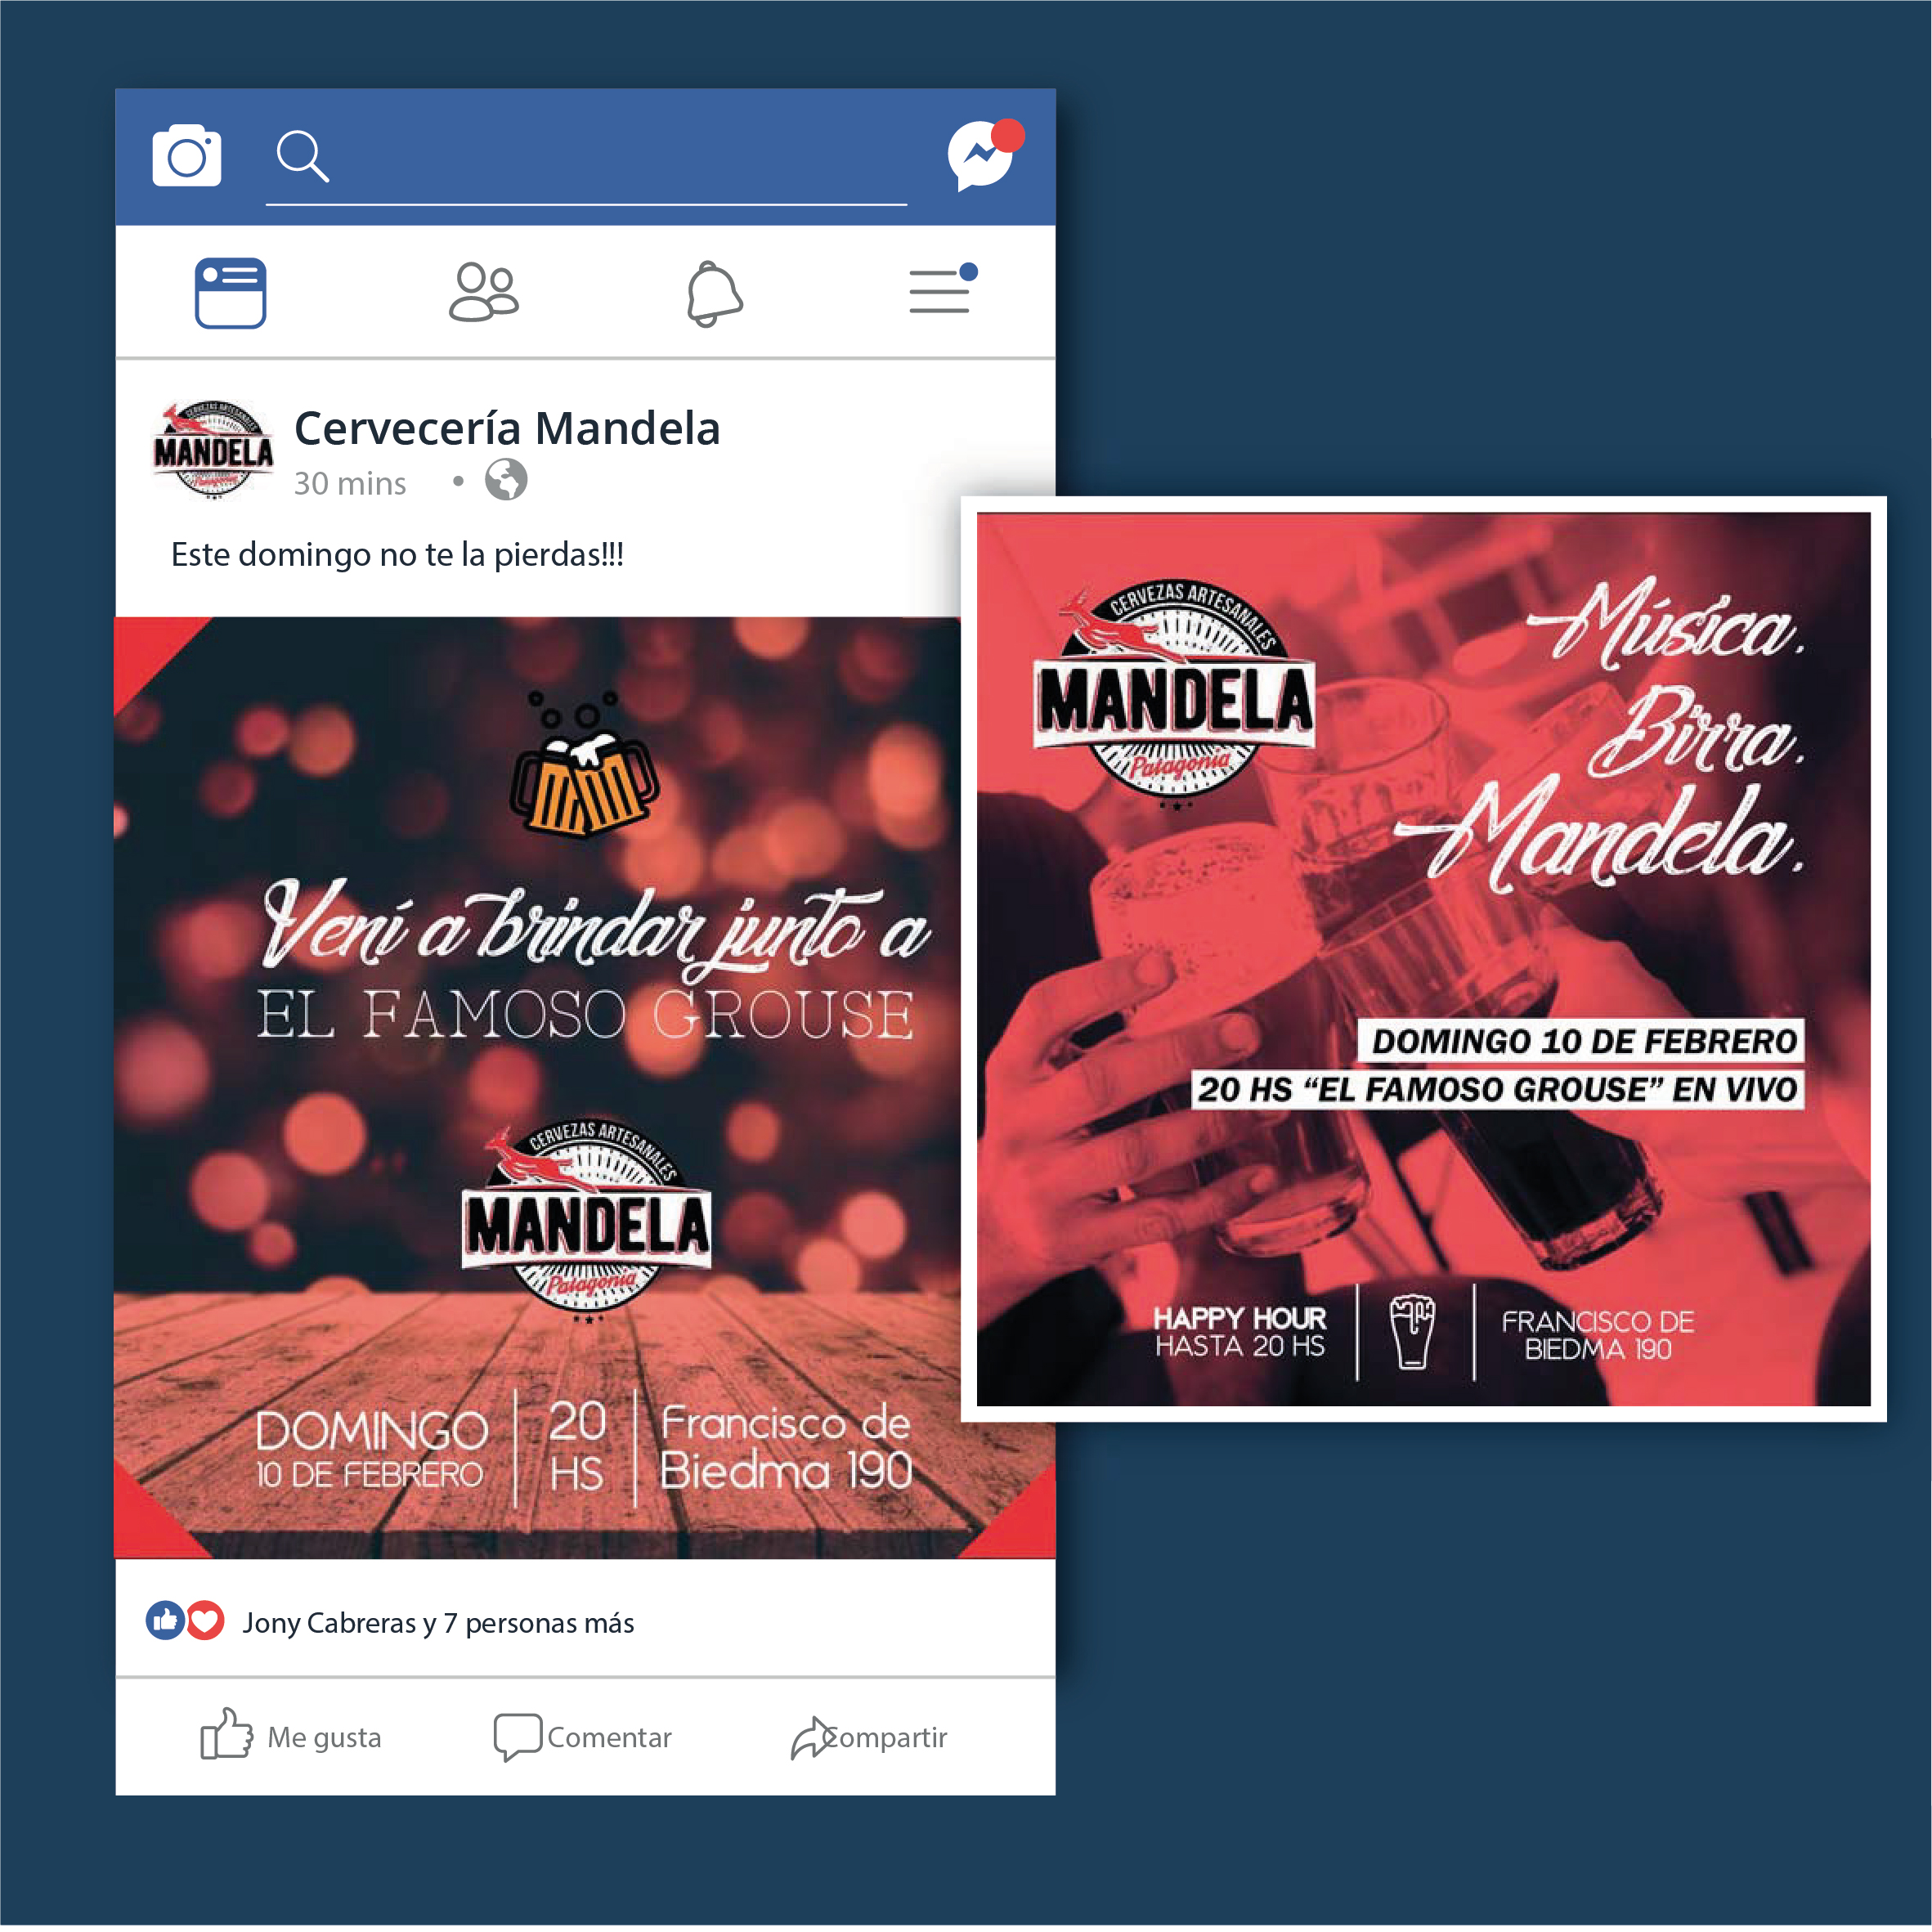 CERVEZAS ARTESANALES
MANDELA
Patagonia
Cervecería Mandela
30 mins
Este domingo no te la pierdas!!!
Vení a brindar junto a
EL FAMOSO GROUSE
CERVEZAS ARTESANALES
MANDELA
Patagonia
DOMINGO
10 DE FEBRERO
20
HS
Francisco de
Biedma 190
Jony Cabreras y 7 personas más
Me gusta
Comentar
Compartir
CERVEZAS ARTESANALES
MANDELA
Patagonia
Música.
Birra.
Mandela.
DOMINGO 10 DE FEBRERO
20 HS “EL FAMOSO GROUSE” EN VIVO
HAPPY HOUR
HASTA 20 HS
FRANCISCO DE
BIEDMA 190